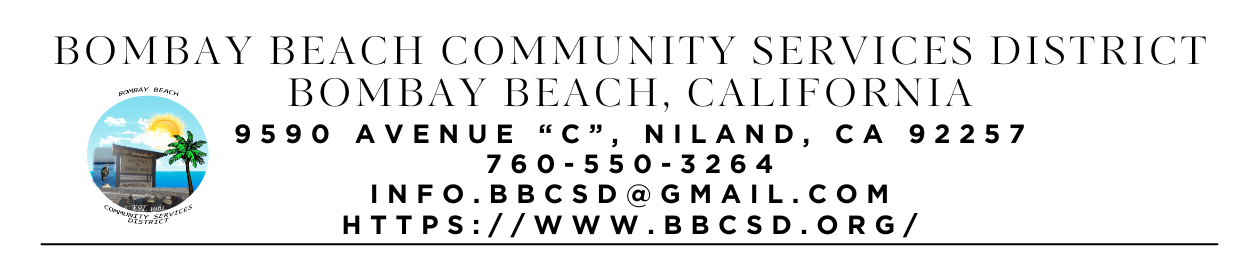 BOMBAY BEACH COMMUNITY SERVICES DISTRICT
BOMBAY BEACH, CALIFORNIA
9590 AVENUE “C”, NILAND, CA 92257
760-550-3264
INFO.BBCSD@GMAIL.COM
HTTPS://WWW.BBCSD.ORG/
BOMBAY BEACH
COMMUNITY SERVICES
DISTRICT